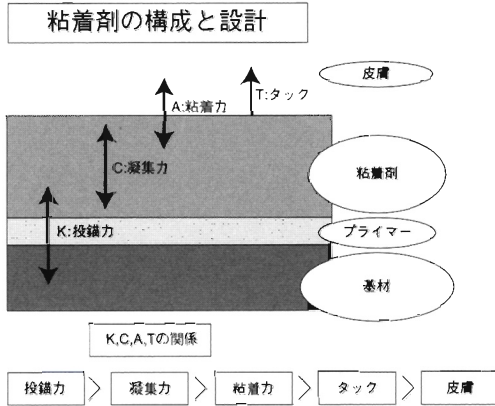 粘着剤の構成と設計
皮膚
T:タック
A:粘着力
C:凝集力
粘着剤
K:投錨力
プライマー
基材
K,C,A,Tの関係
投錨力 > 凝集力 > 粘着力 > タック > 皮膚